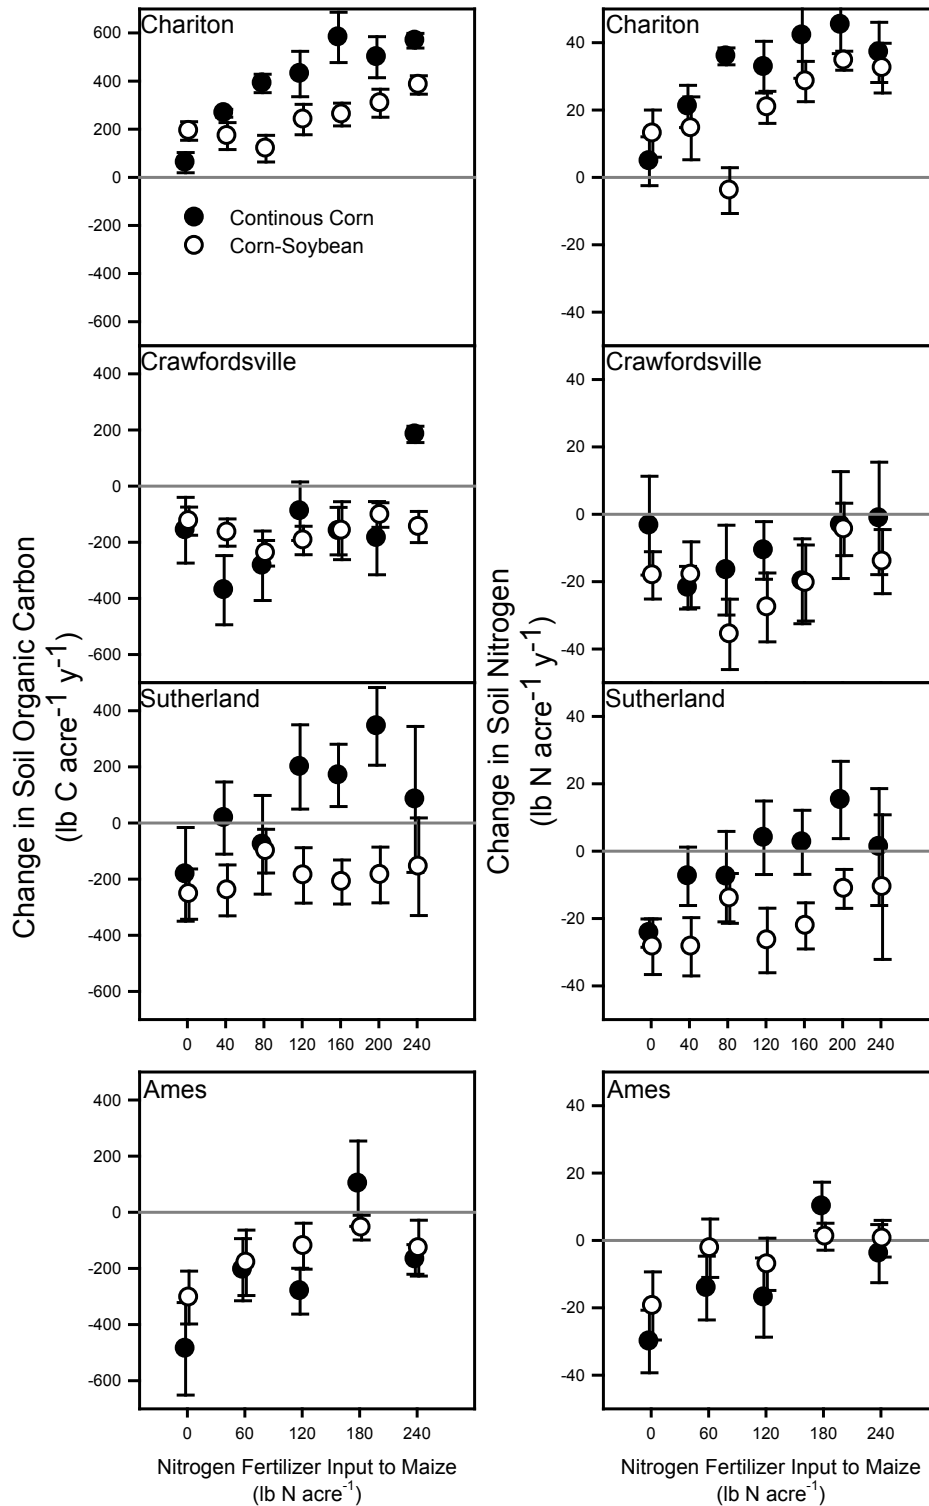 Chariton
600
400
200
0
-200
-400
-600
Continous Corn
Corn-Soybean
Chariton
40
20
0
-20
-40
Crawfordsville
400
200
0
-200
-400
-600
Crawfordsville
40
20
0
-20
-40
Change in Soil Organic Carbon
(lb C acre⁻¹ y⁻¹)
Change in Soil Nitrogen
(lb N acre⁻¹ y⁻¹)
Sutherland
400
200
0
-200
-400
-600
0 40 80 120 160 200 240
Sutherland
40
20
0
-20
-40
0 40 80 120 160 200 240
Ames
400
200
0
-200
-400
-600
0 60 120 180 240
Nitrogen Fertilizer Input to Maize
(lb N acre⁻¹)
Ames
40
20
0
-20
-40
0 60 120 180 240
Nitrogen Fertilizer Input to Maize
(lb N acre⁻¹)